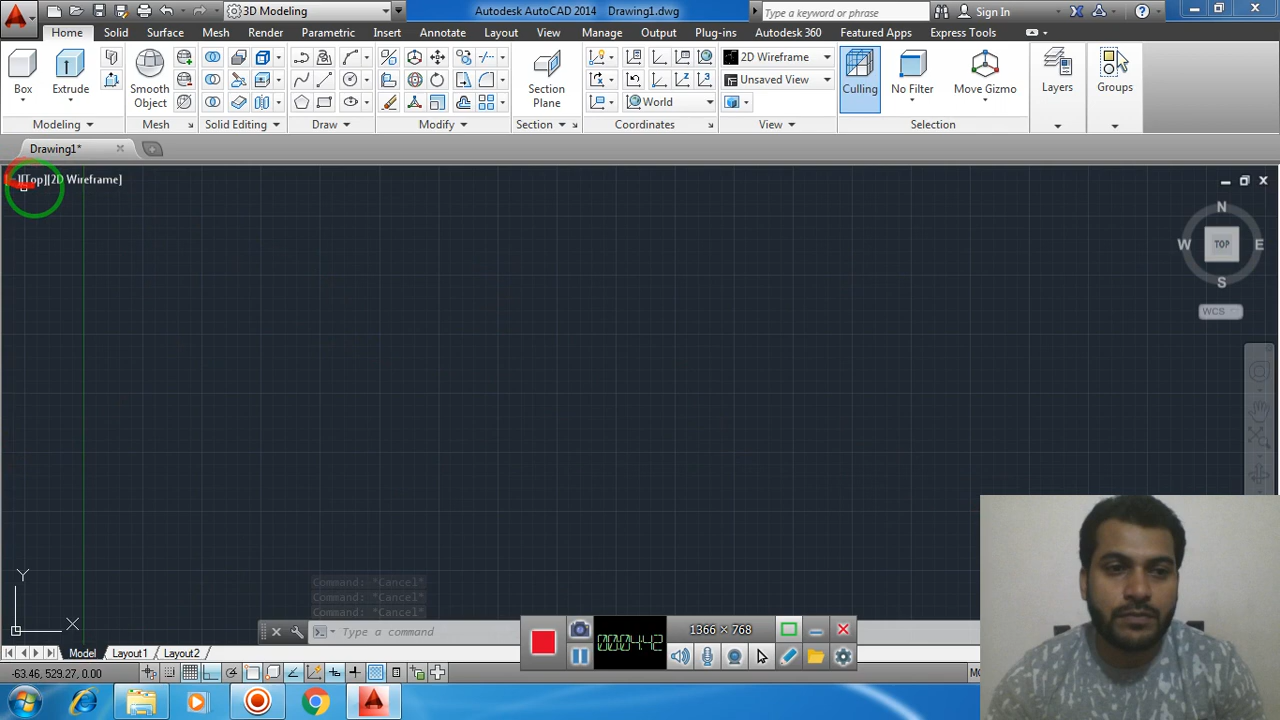 3D Modeling
Autodesk AutoCAD 2014 Drawing1.dwg
Type a keyword or phrase
Sign In
Home Solid Surface Mesh Render Parametric Insert Annotate Layout View Manage Output Plug-ins Autodesk 360 Featured Apps Express Tools
2D Wireframe
Unsaved View
World
Box Extrude Smooth Object Section Plane Culling No Filter Move Gizmo Layers Groups
Modeling Mesh Solid Editing Draw Modify Section Coordinates View Selection
Drawing1*
[Top][2D Wireframe]
N
W TOP E
S
WCS
Y
X
Command: *Cancel*
Command: *Cancel*
Command: *Cancel*
Type a command
1366 × 768
00:04:42
Model Layout1 Layout2
-63.46, 529.27, 0.00